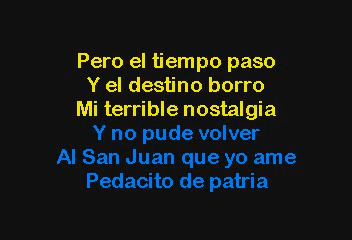 Pero el tiempo paso
Y el destino borro
Mi terrible nostalgia
Y no pude volver
Al San Juan que yo ame
Pedacito de patria